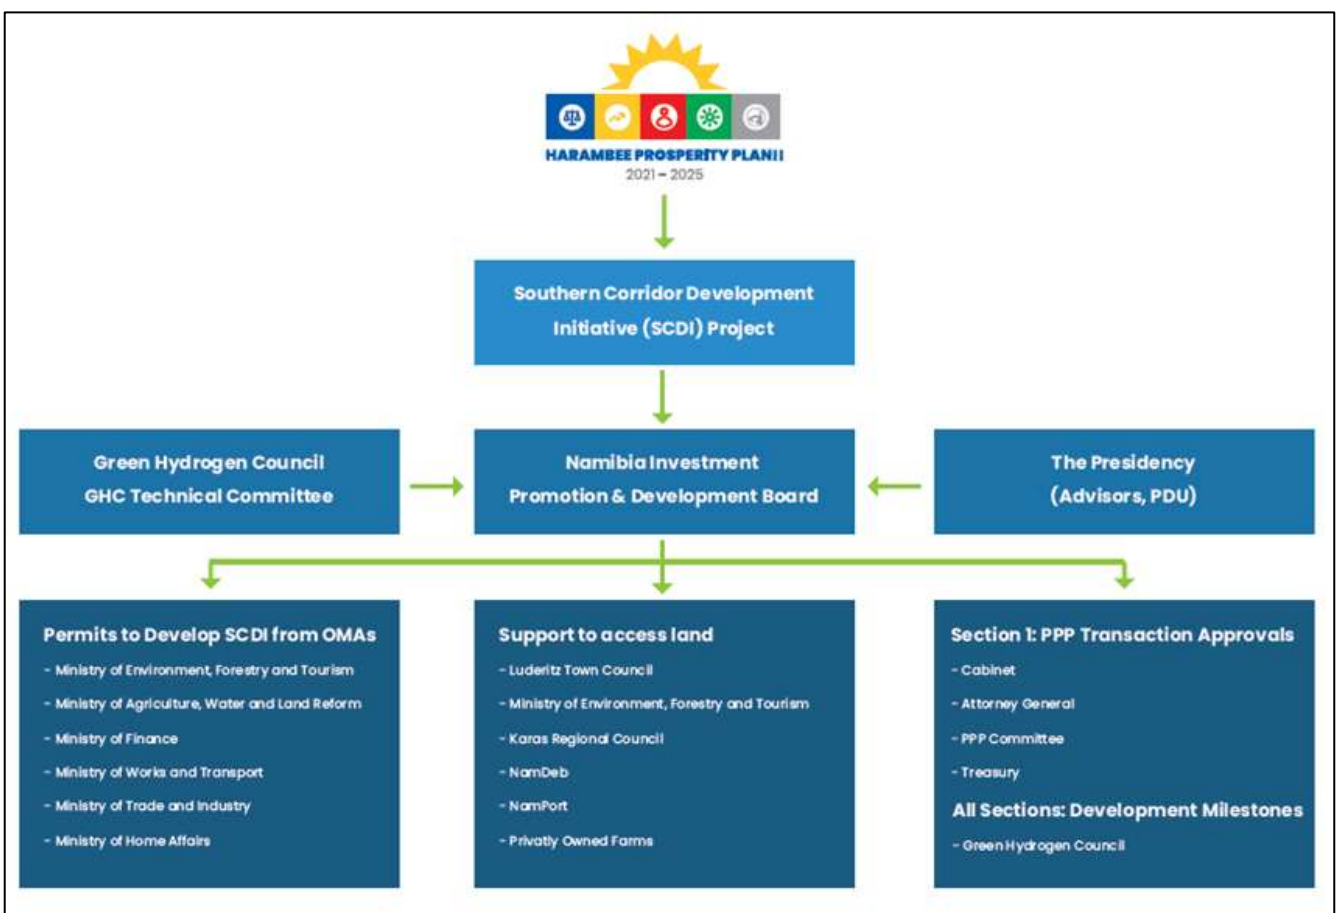 HARAMBEE PROSPERITY PLAN II
2021 – 2025
Southern Corridor Development
Initiative (SCDI) Project
Green Hydrogen Council
GHC Technical Committee
Namibia Investment
Promotion & Development Board
The Presidency
(Advisors, PDU)
Permits to Develop SCDI from OMAs
- Ministry of Environment, Forestry and Tourism
- Ministry of Agriculture, Water and Land Reform
- Ministry of Finance
- Ministry of Works and Transport
- Ministry of Trade and Industry
- Ministry of Home Affairs
Support to access land
- Luderitz Town Council
- Ministry of Environment, Forestry and Tourism
- Karas Regional Council
- NamDeb
- NamPort
- Privatly Owned Farms
Section 1: PPP Transaction Approvals
- Cabinet
- Attorney General
- PPP Committee
- Treasury
All Sections: Development Milestones
- Green Hydrogen Council